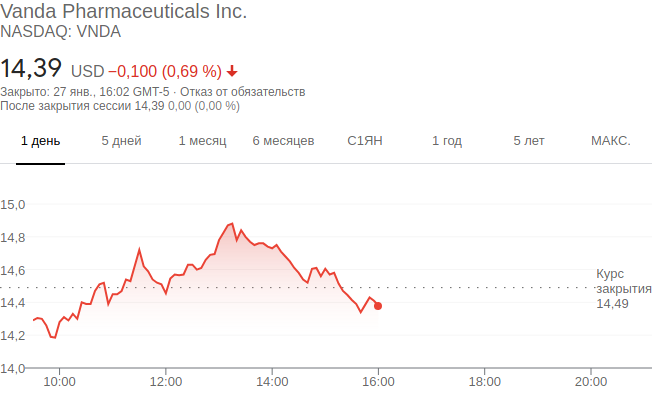 Vanda Pharmaceuticals Inc.
NASDAQ: VNDA
14,39 USD −0,100 (0,69 %)
Закрыто: 27 янв., 16:02 GMT-5 · Отказ от обязательств
После закрытия сессии 14,39 0,00 (0,00 %)
1 день 5 дней 1 месяц 6 месяцев С1ЯН 1 год 5 лет МАКС.
15,0
14,8
14,6
14,4
14,2
14,0
Курс
закрытия
14,49
10:00 12:00 14:00 16:00 18:00 20:00